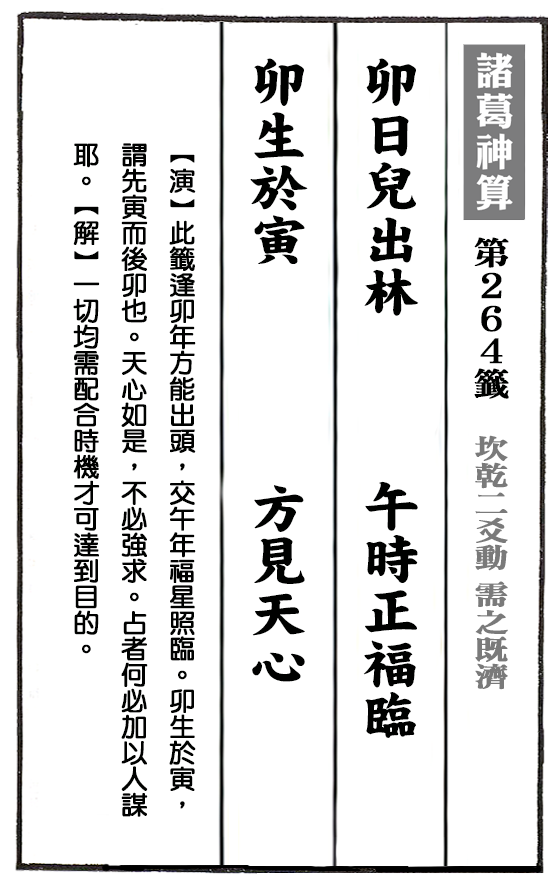 諸葛神算 第264籤 坎乾二爻動 需之既濟
卯日兒出林 午時正福臨
卯生於寅 方見天心
【演】此籤逢卯年方能出頭，交午年福星照臨。卯生於寅，
謂先寅而後卯也。天心如是，不必強求。占者何必加以人謀
耶。【解】一切均需配合時機才可達到目的。